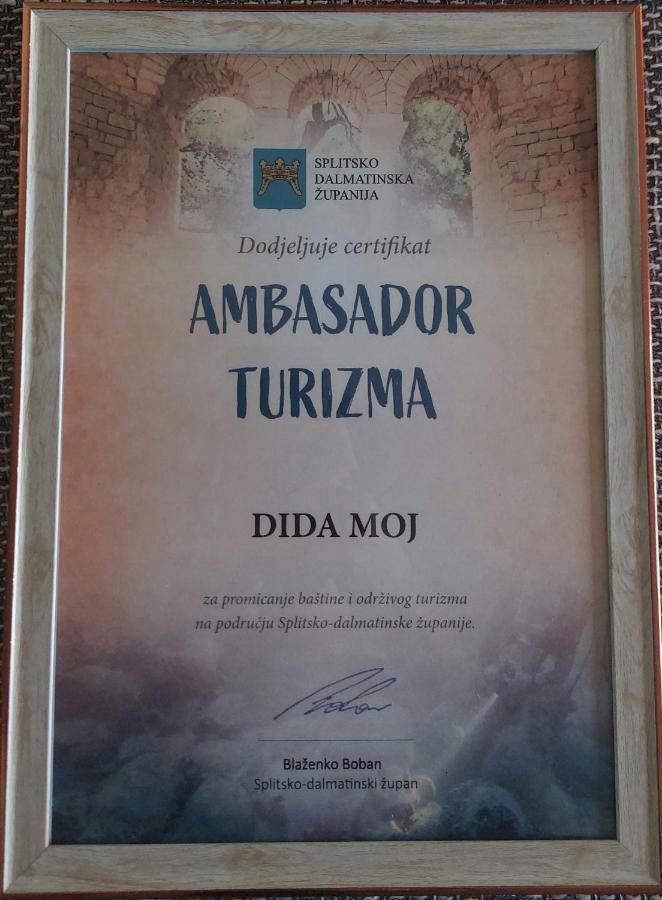 SPLITSKO
DALMATINSKA
ŽUPANIJA
Dodjeljuje certifikat
AMBASADOR
TURIZMA
DIDA MOJ
za promicanje baštine i održivog turizma
na području Splitsko-dalmatinske županije.
Blaženko Boban
Splitsko-dalmatinski župan